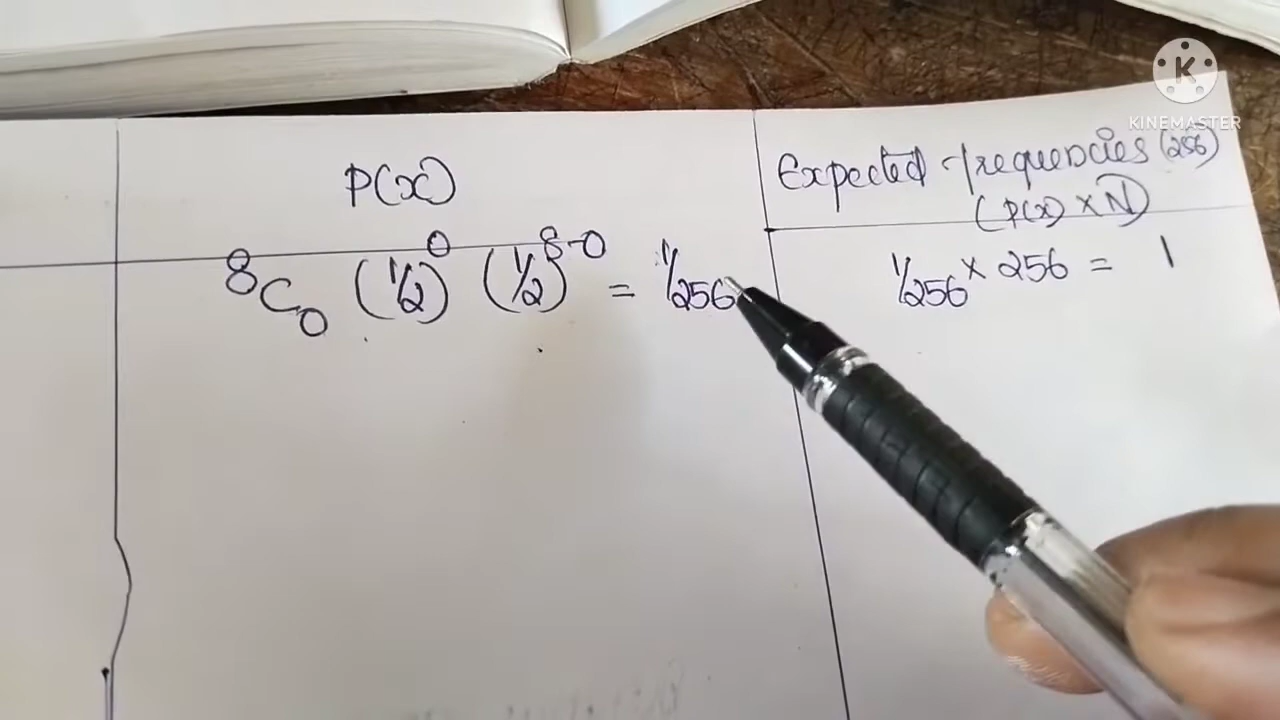 K
KINEMASTER
P(x)
Expected frequencies (256)
(P(x) × N)
⁸C₀ (1/2)⁰ (1/2)⁸⁻⁰ = 1/256
1/256 × 256 = 1